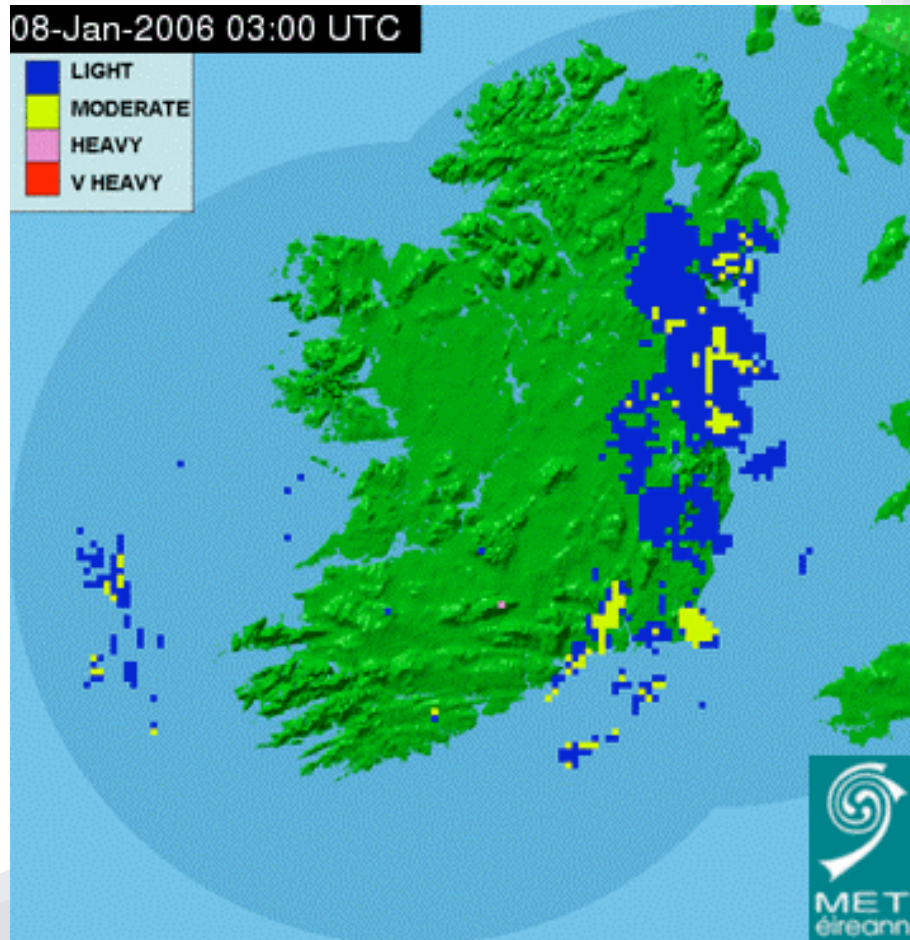 08-Jan-2006 03:00 UTC
LIGHT
MODERATE
HEAVY
V HEAVY
MET
éireann